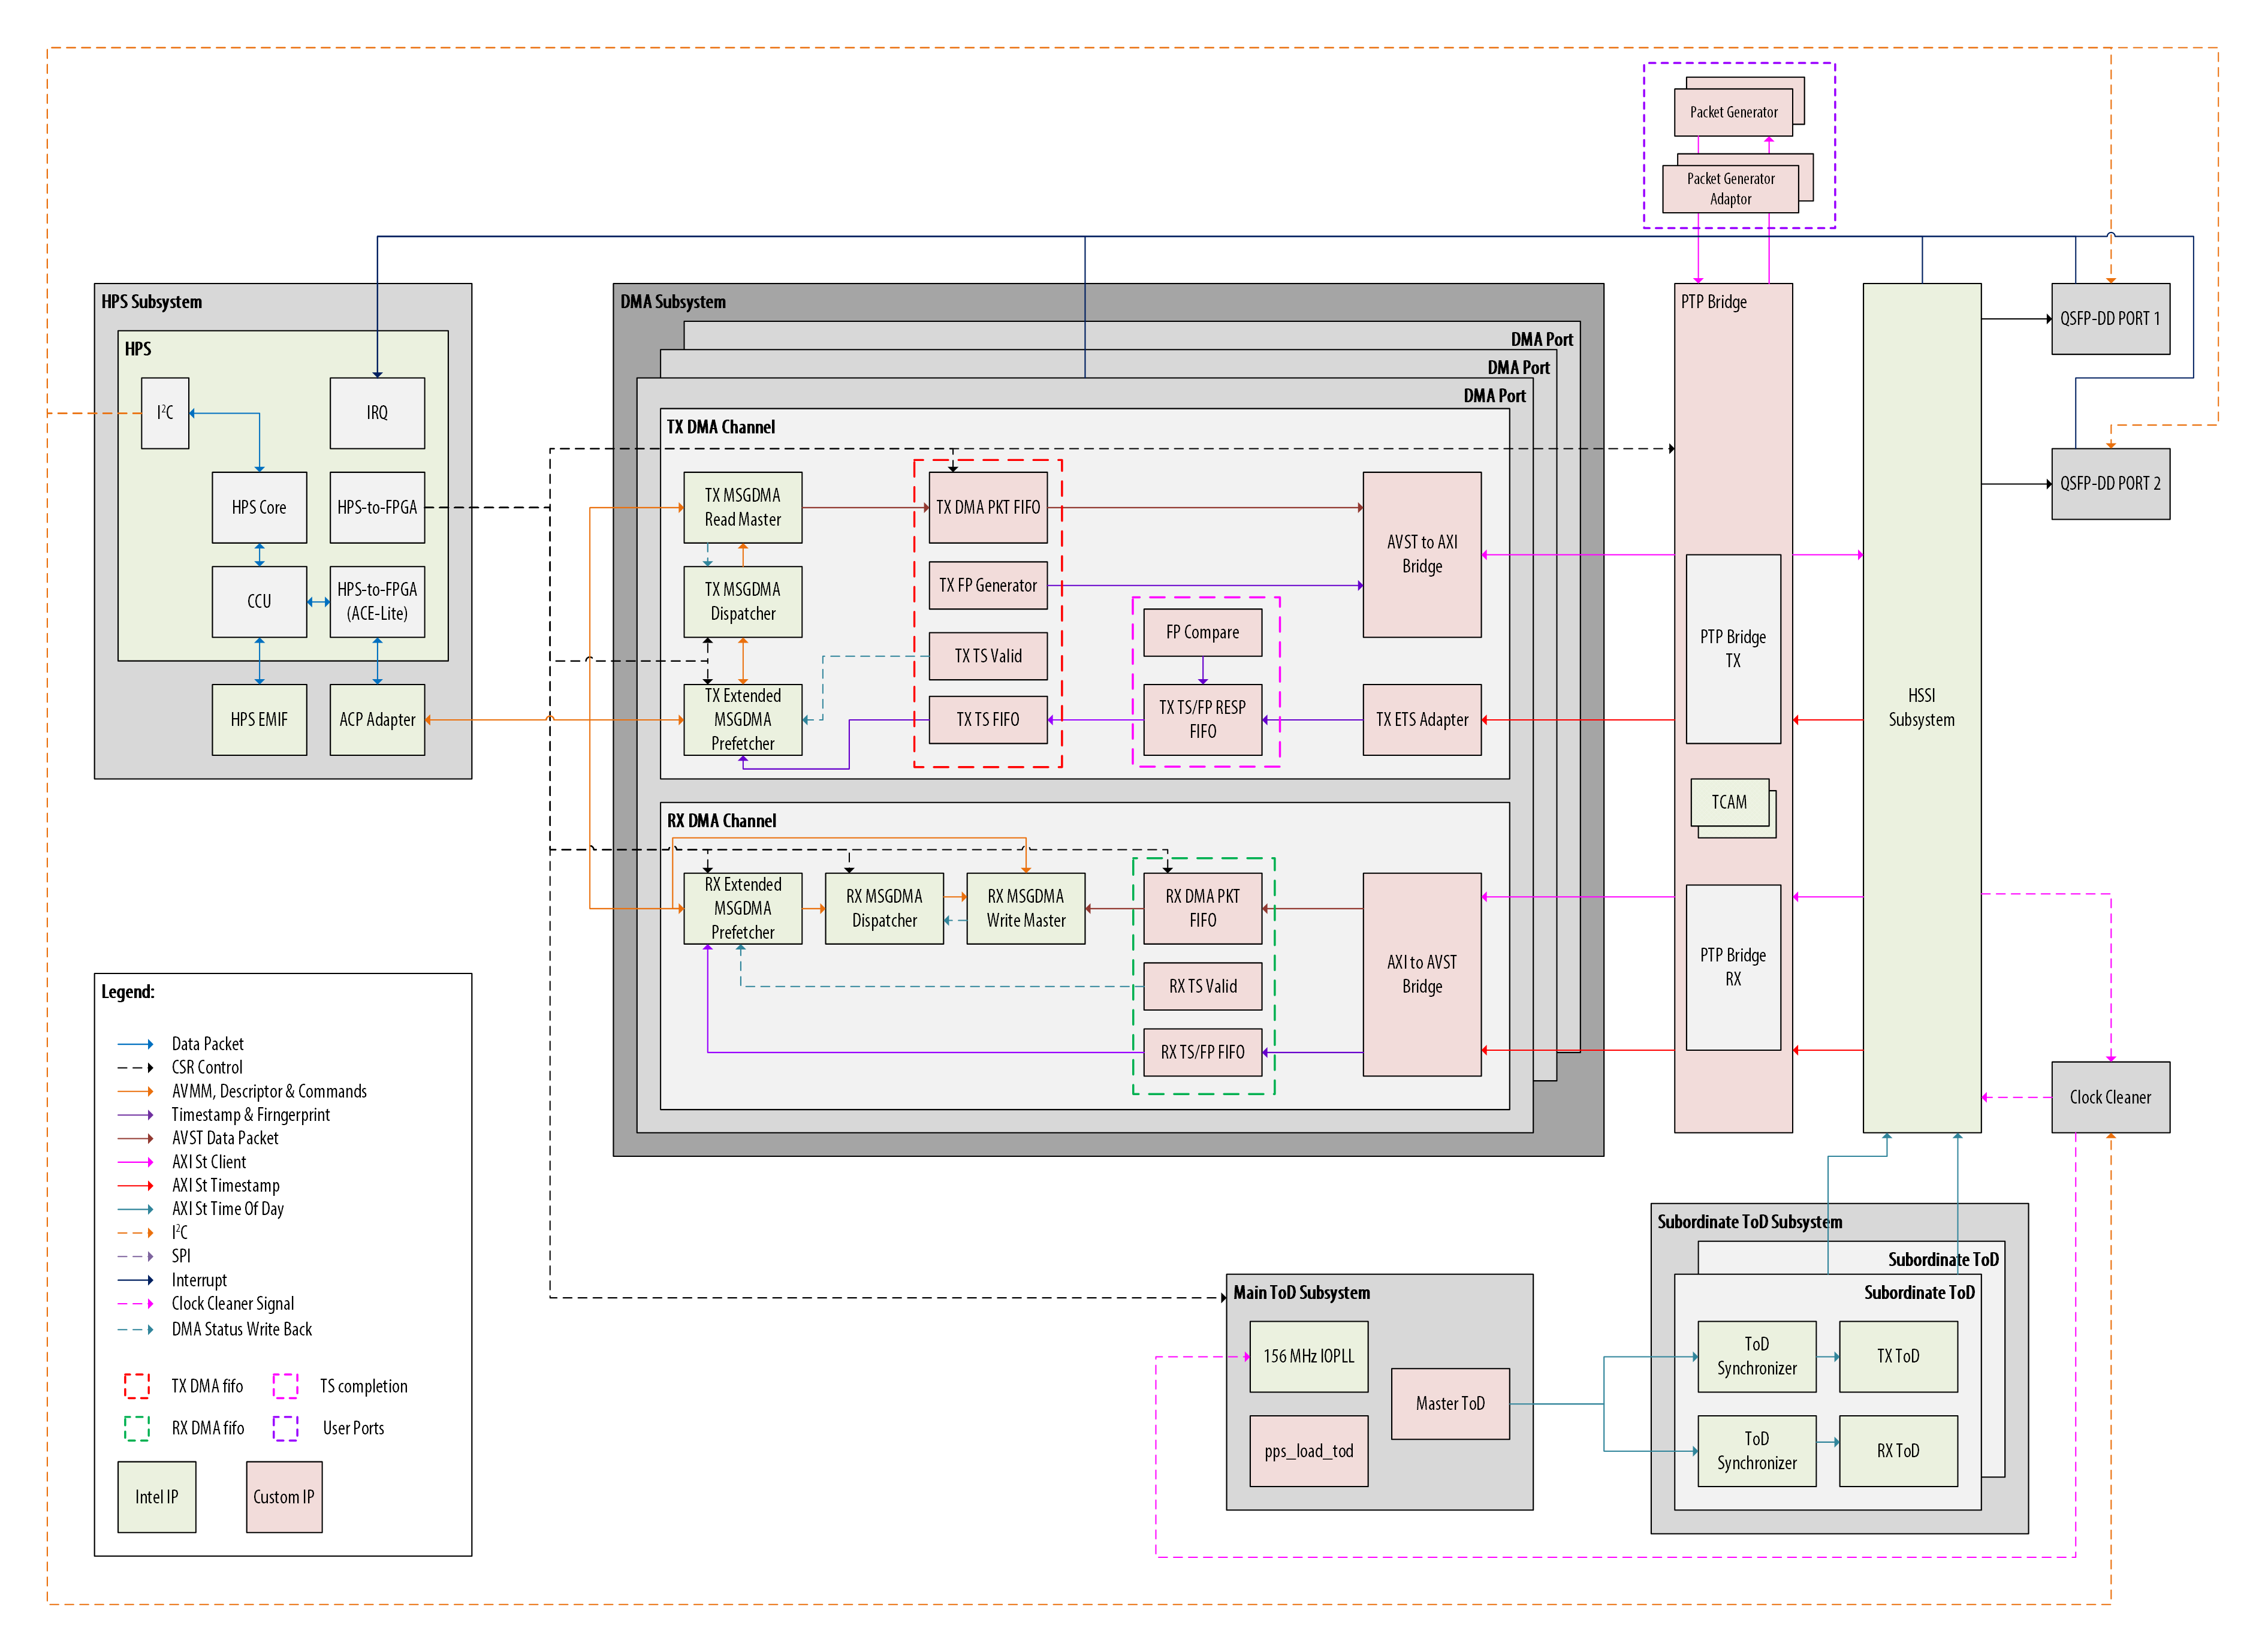 Packet Generator
Packet Generator
Adaptor
HPS Subsystem
HPS
I²C
IRQ
HPS Core
HPS-to-FPGA
CCU
HPS-to-FPGA
(ACE-Lite)
HPS EMIF
ACP Adapter
DMA Subsystem
DMA Port
DMA Port
DMA Port
TX DMA Channel
TX MSGDMA
Read Master
TX DMA PKT FIFO
AVST to AXI
Bridge
TX MSGDMA
Dispatcher
TX FP Generator
FP Compare
TX TS Valid
TX Extended
MSGDMA
Prefetcher
TX TS FIFO
TX TS/FP RESP
FIFO
TX ETS Adapter
RX DMA Channel
RX Extended
MSGDMA
Prefetcher
RX MSGDMA
Dispatcher
RX MSGDMA
Write Master
RX DMA PKT
FIFO
AXI to AVST
Bridge
RX TS Valid
RX TS/FP FIFO
PTP Bridge
PTP Bridge
TX
TCAM
PTP Bridge
RX
HSSI
Subsystem
QSFP-DD PORT 1
QSFP-DD PORT 2
Clock Cleaner
Legend:
Data Packet
CSR Control
AVMM, Descriptor & Commands
Timestamp & Firngerprint
AVST Data Packet
AXI St Client
AXI St Timestamp
AXI St Time Of Day
I²C
SPI
Interrupt
Clock Cleaner Signal
DMA Status Write Back
TX DMA fifo
TS completion
RX DMA fifo
User Ports
Intel IP
Custom IP
Main ToD Subsystem
156 MHz IOPLL
Master ToD
pps_load_tod
Subordinate ToD Subsystem
Subordinate ToD
Subordinate ToD
ToD
Synchronizer
TX ToD
ToD
Synchronizer
RX ToD